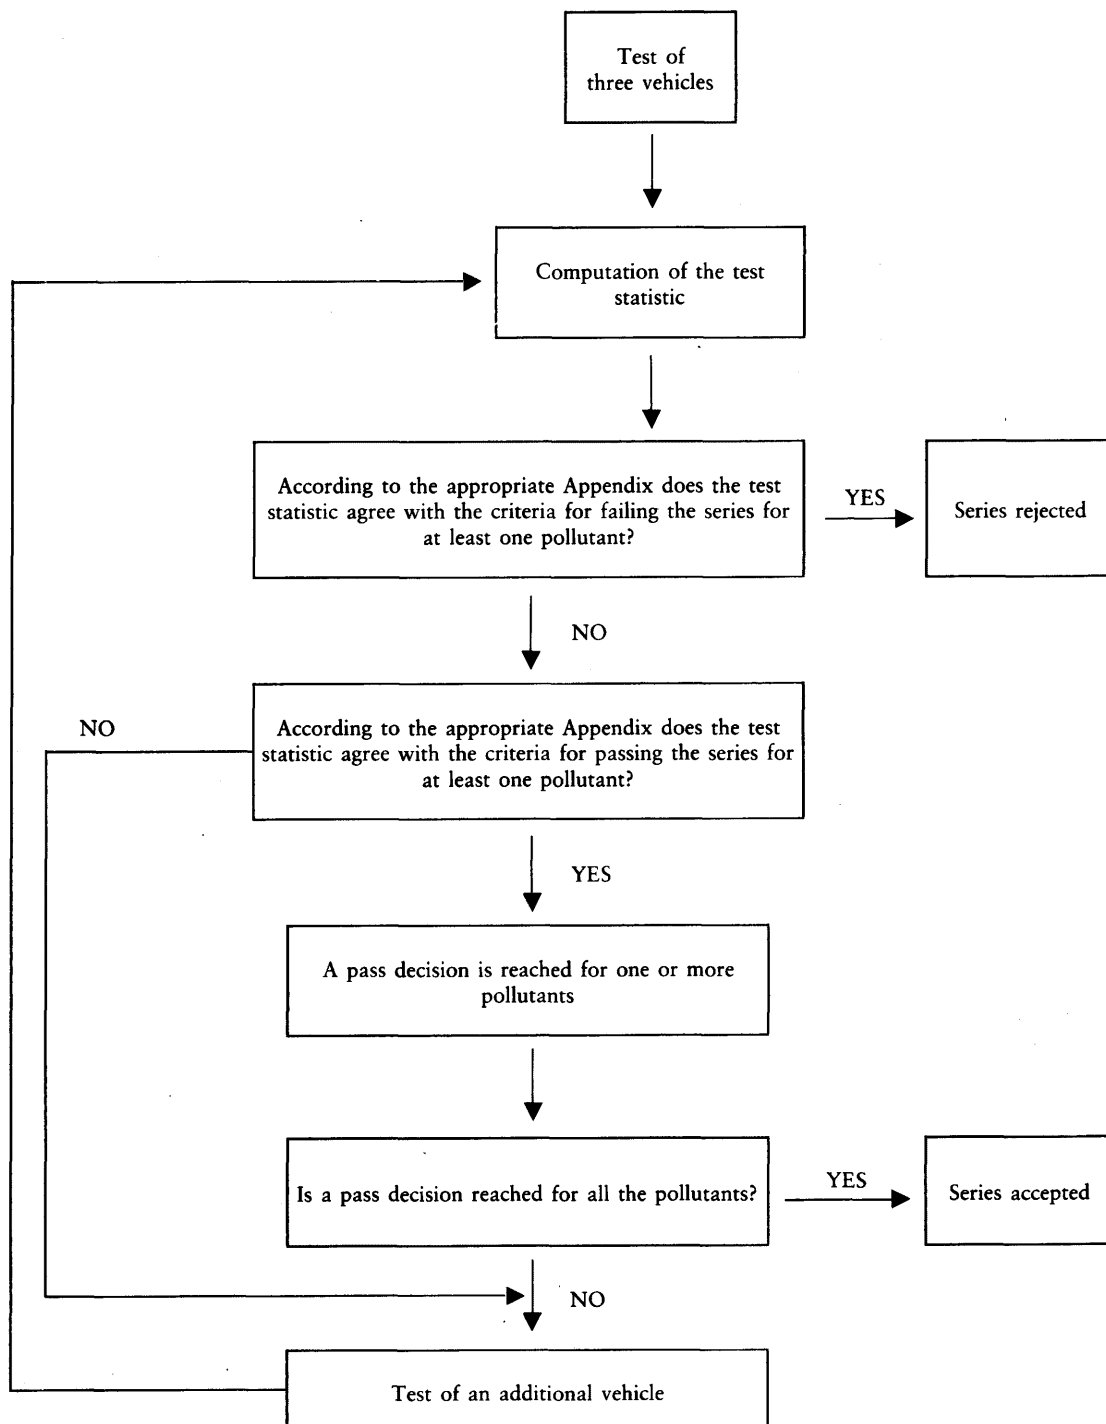 Test of
three vehicles
Computation of the test
statistic
According to the appropriate Appendix does the test
statistic agree with the criteria for failing the series for
at least one pollutant?
YES
Series rejected
NO
NO
According to the appropriate Appendix does the test
statistic agree with the criteria for passing the series for
at least one pollutant?
YES
A pass decision is reached for one or more
pollutants
Is a pass decision reached for all the pollutants?
YES
Series accepted
NO
Test of an additional vehicle